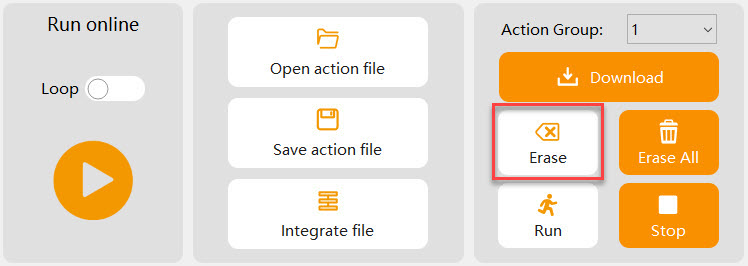 Run online
Loop
Open action file
Save action file
Integrate file
Action Group: 1
Download
Erase
Erase All
Run
Stop